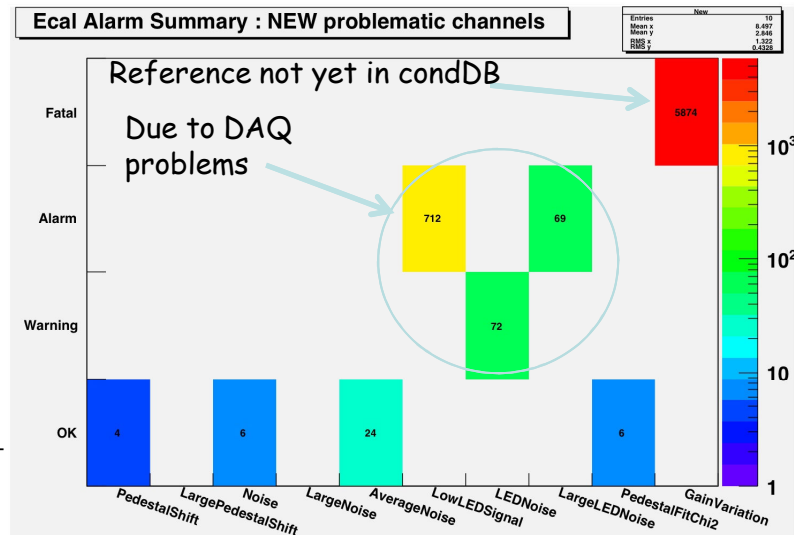 Ecal Alarm Summary : NEW problematic channels
New
Entries 10
Mean x 8.497
Mean y 2.846
RMS x 1.322
RMS y 0.4328
Reference not yet in condDB
Fatal
5874
Due to DAQ
problems
10³
Alarm
712
69
10²
Warning
72
10
OK
4
6
24
6
1
PedestalShift
LargePedestalShift
Noise
LargeNoise
AverageNoise
LowLEDSignal
LEDNoise
LargeLEDNoise
PedestalFitChi2
GainVariation